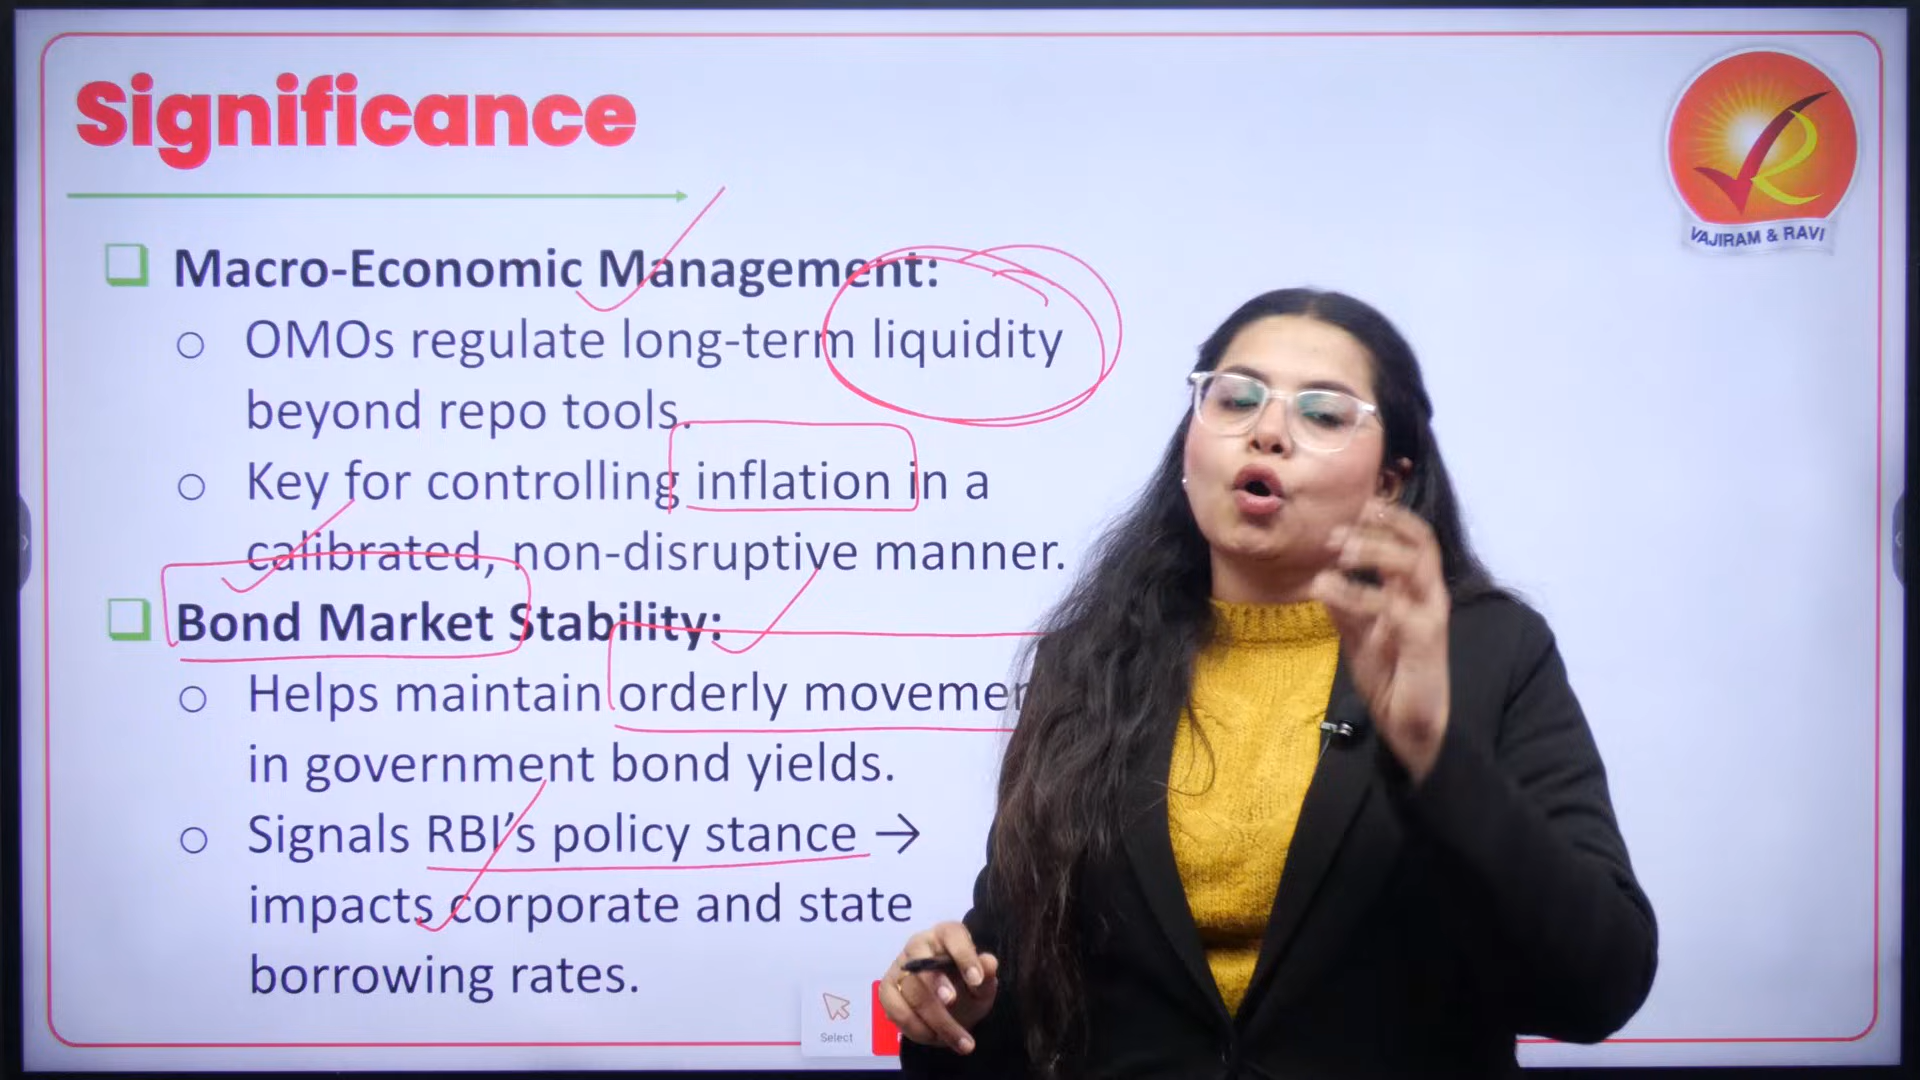 Significance
VAJIRAM & RAVI
Macro-Economic Management:
OMOs regulate long-term liquidity
beyond repo tools.
Key for controlling inflation in a
calibrated, non-disruptive manner.
Bond Market Stability:
Helps maintain orderly
in government bond yields.
Signals RBI's policy stance →
impacts corporate and state
borrowing rates.
Select